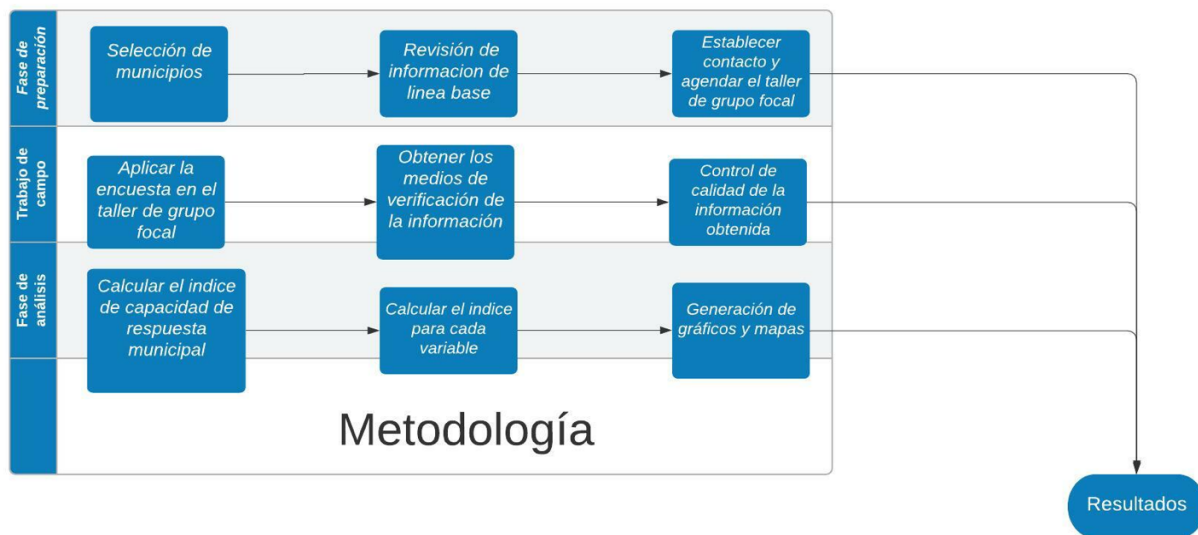 Fase de
preparación
Selección de
municipios
Revisión de
informacion de
linea base
Establecer
contacto y
agendar el taller
de grupo focal
Trabajo de
campo
Aplicar la
encuesta en el
taller de grupo
focal
Obtener los
medios de
verificación de
la información
Control de
calidad de la
información
obtenida
Fase de
análisis
Calcular el indice
de capacidad de
respuesta
municipal
Calcular el indice
para cada
variable
Generación de
gráficos y mapas
Metodología
Resultados